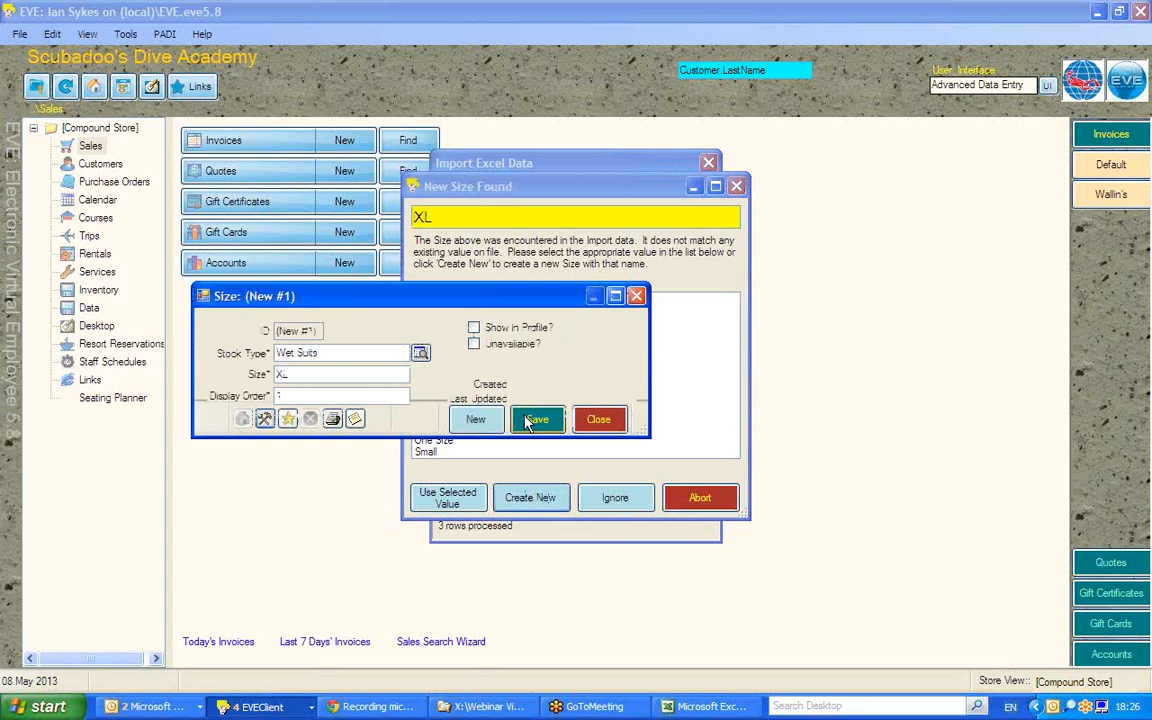 EVE: Ian Sykes on (local)\EVE.eve5.8
File Edit View Tools PADI Help
Scubadoo's Dive Academy
Customer.LastName
User Interface
Advanced Data Entry
UI
EVE
Links
\Sales
[Compound Store]
Sales
Customers
Purchase Orders
Calendar
Courses
Trips
Rentals
Services
Inventory
Data
Desktop
Resort Reservations
Staff Schedules
Links
Seating Planner
EVE: Electronic Virtual Employee 5.8
Invoices New Find
Quotes New Find
Gift Certificates New
Gift Cards New
Accounts New
Import Excel Data
New Size Found
XL
The Size above was encountered in the Import data. It does not match any
existing value on file. Please select the appropriate value in the list below or
click 'Create New' to create a new Size with that name.
Size: (New #1)
ID (New #1)
Stock Type* Wet Suits
Size* XL
Display Order* 1
Show in Profile?
Unavailable?
Created
Last Updated
New Save Close
One Size
Small
Use Selected
Value
Create New
Ignore
Abort
3 rows processed
Today's Invoices Last 7 Days' Invoices Sales Search Wizard
Invoices
Default
Wallin's
Quotes
Gift Certificates
Gift Cards
Accounts
08 May 2013
Store View:: [Compound Store]
start
2 Microsoft ...
4 EVEClient
Recording mic...
X:\Webinar Vi...
GoToMeeting
Microsoft Exc...
Search Desktop
EN
18:26